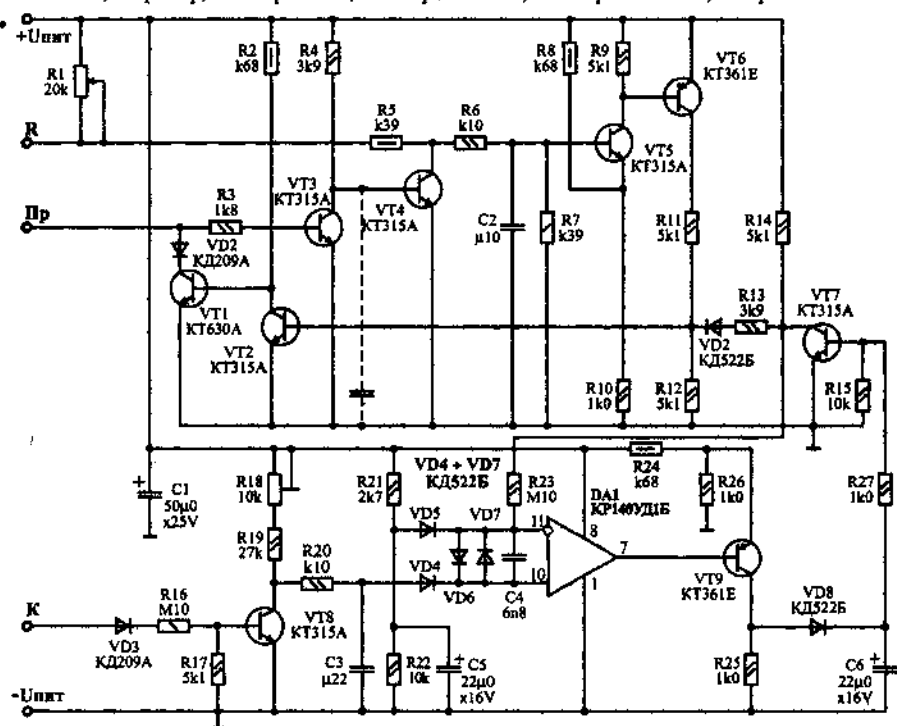 +Uпит
R1
20k
R2
k68
R4
3k9
R8
k68
R9
5k1
VT6
КТ361Е
R
R5
k39
R6
k10
VT5
КТ315А
Пр
R3
1k8
VT3
КТ315А
VT4
КТ315А
VD2
КД209А
C2
μ10
R7
k39
R11
5k1
R14
5k1
VT1
КТ630А
VT2
КТ315А
R13
3k9
VT7
КТ315А
VD2
КД522Б
R10
1k0
R12
5k1
R15
10k
+
C1
50μ0
x25V
R18
10k
R21
2k7
VD4 + VD7
КД522Б
R23
M10
R24
k68
R26
1k0
R27
1k0
DA1
КР140УД1Б
R19
27k
R20
k10
VD5
VD7
11
8
7
10
1
VD4
VD6
C4
6n8
VT9
КТ361Е
VD8
КД522Б
К
R16
M10
VD3
КД209А
VT8
КТ315А
R17
5k1
C3
μ22
R22
10k
+
C5
22μ0
x16V
R25
1k0
C6
22μ0
x16V
+
-Uпит